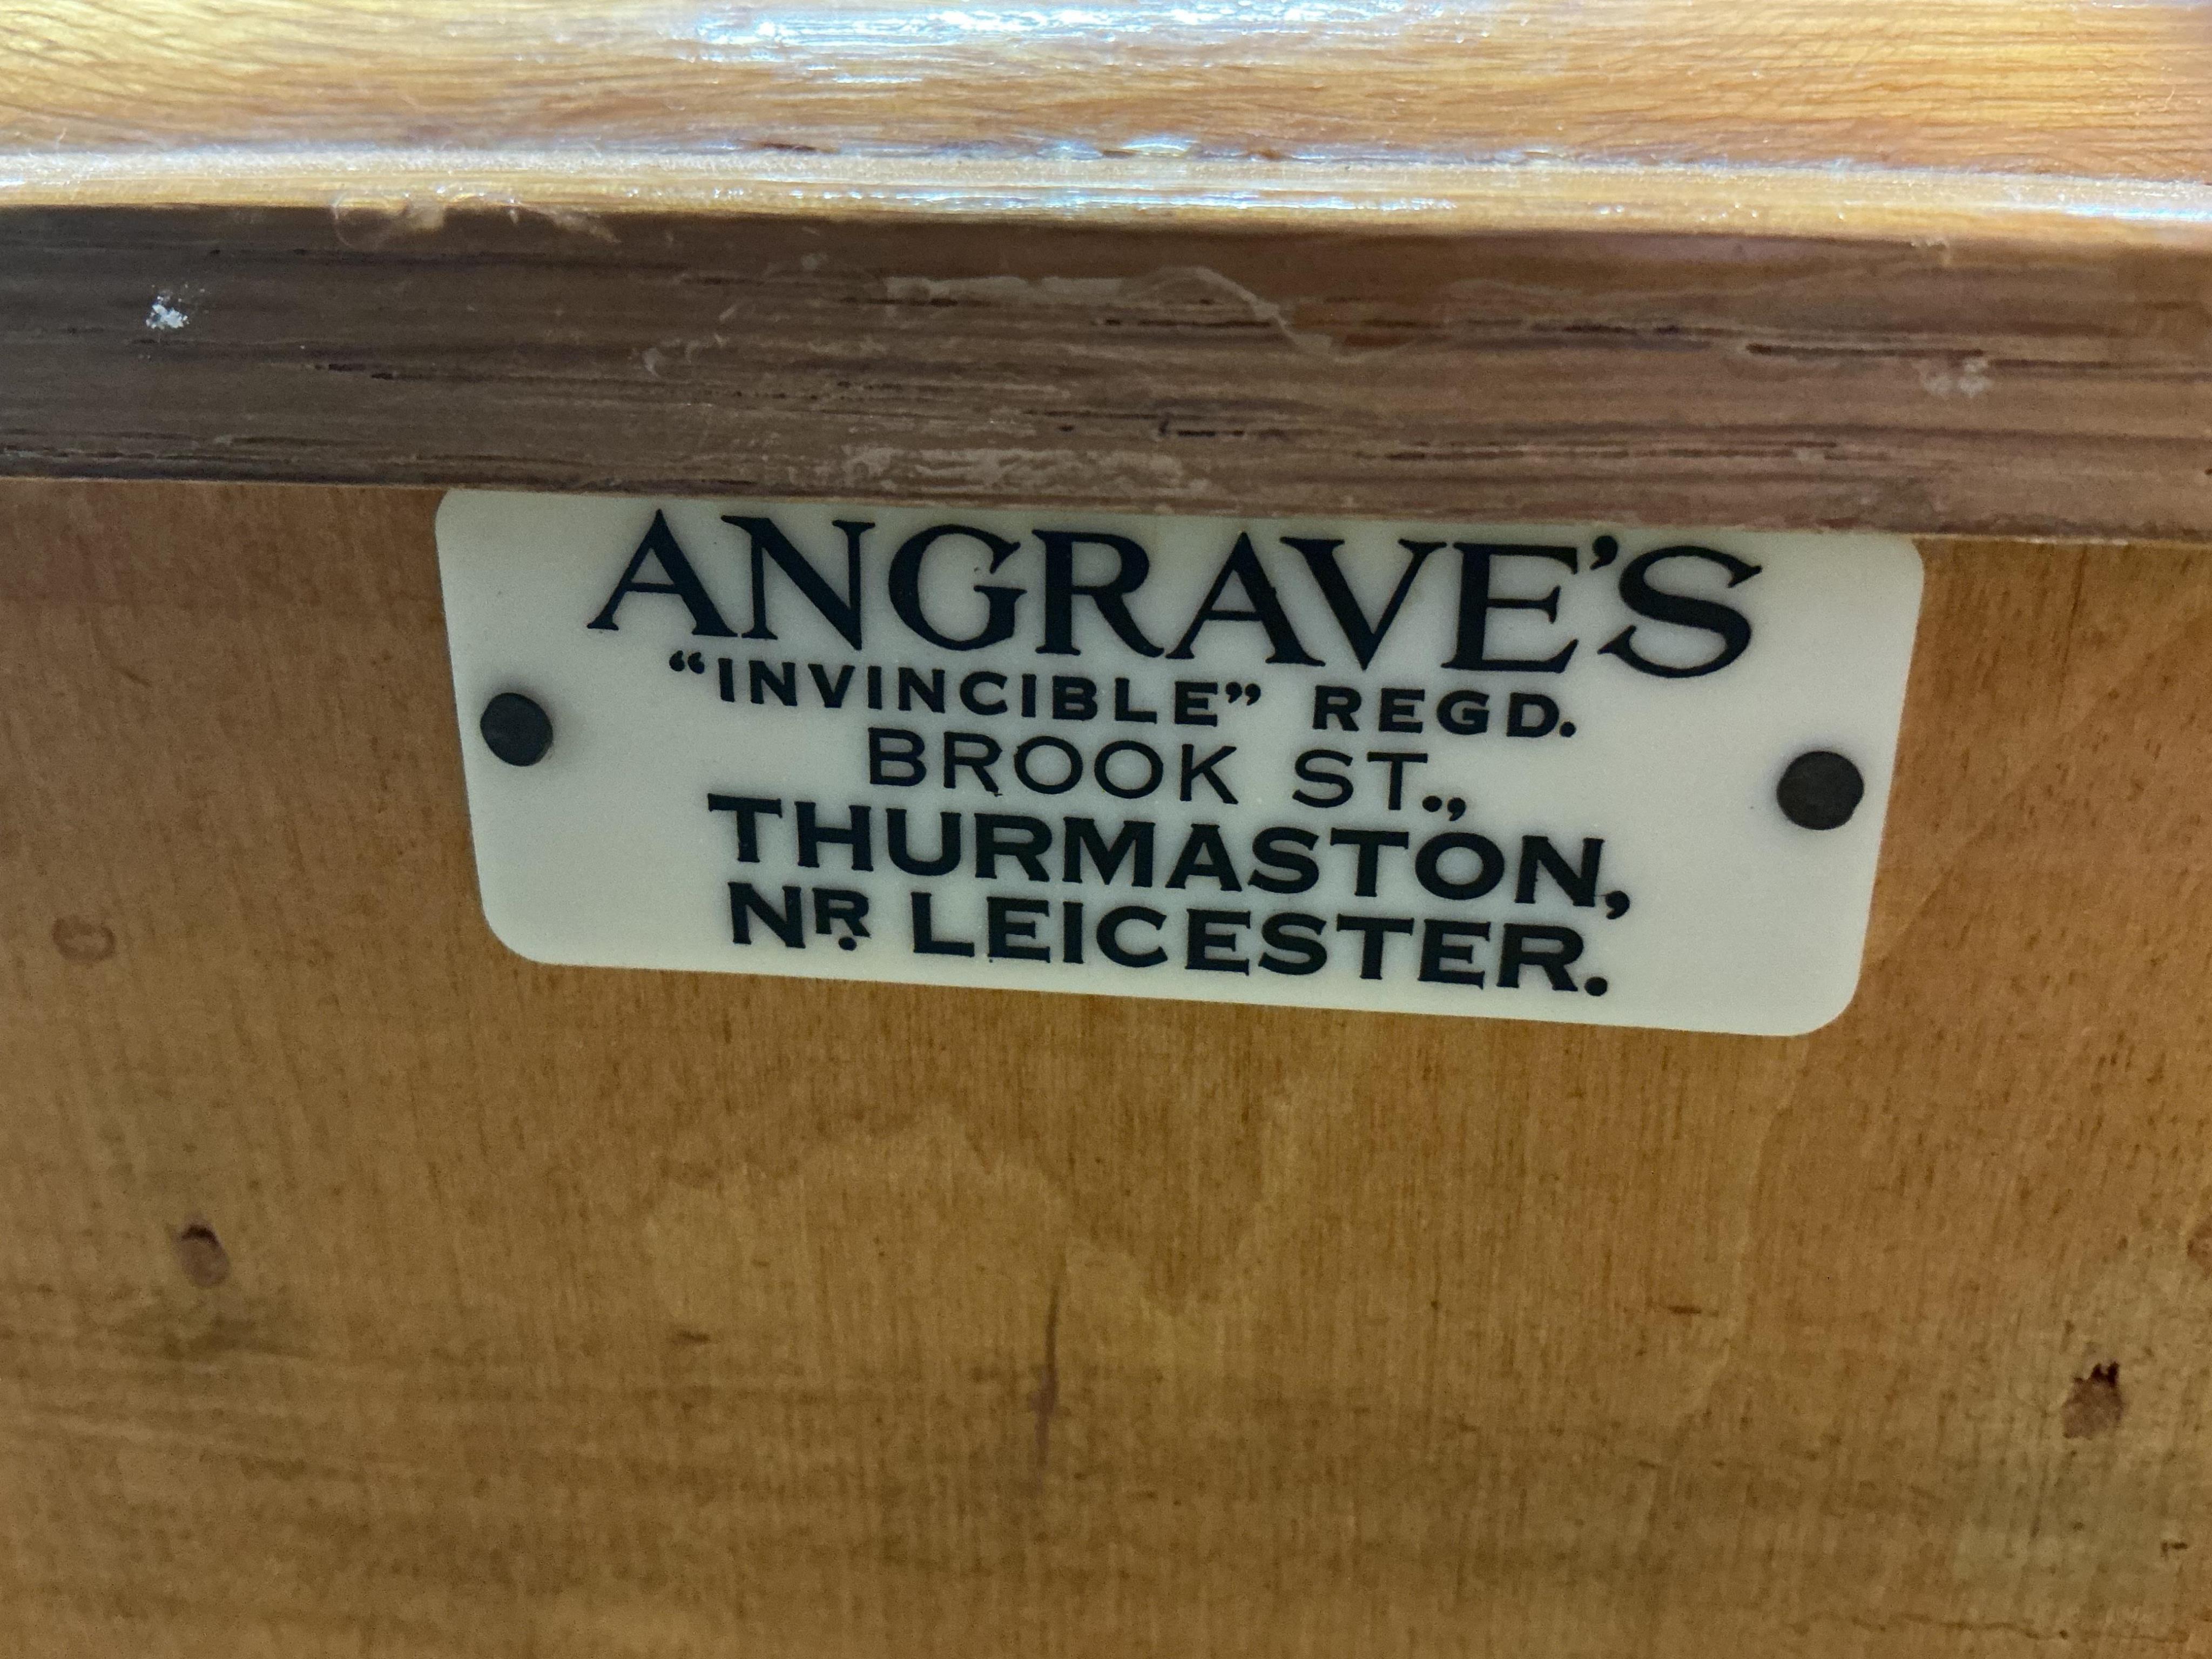 ANGRAVE'S
“INVINCIBLE” REGD.
BROOK ST.,
THURMASTON,
NR. LEICESTER.